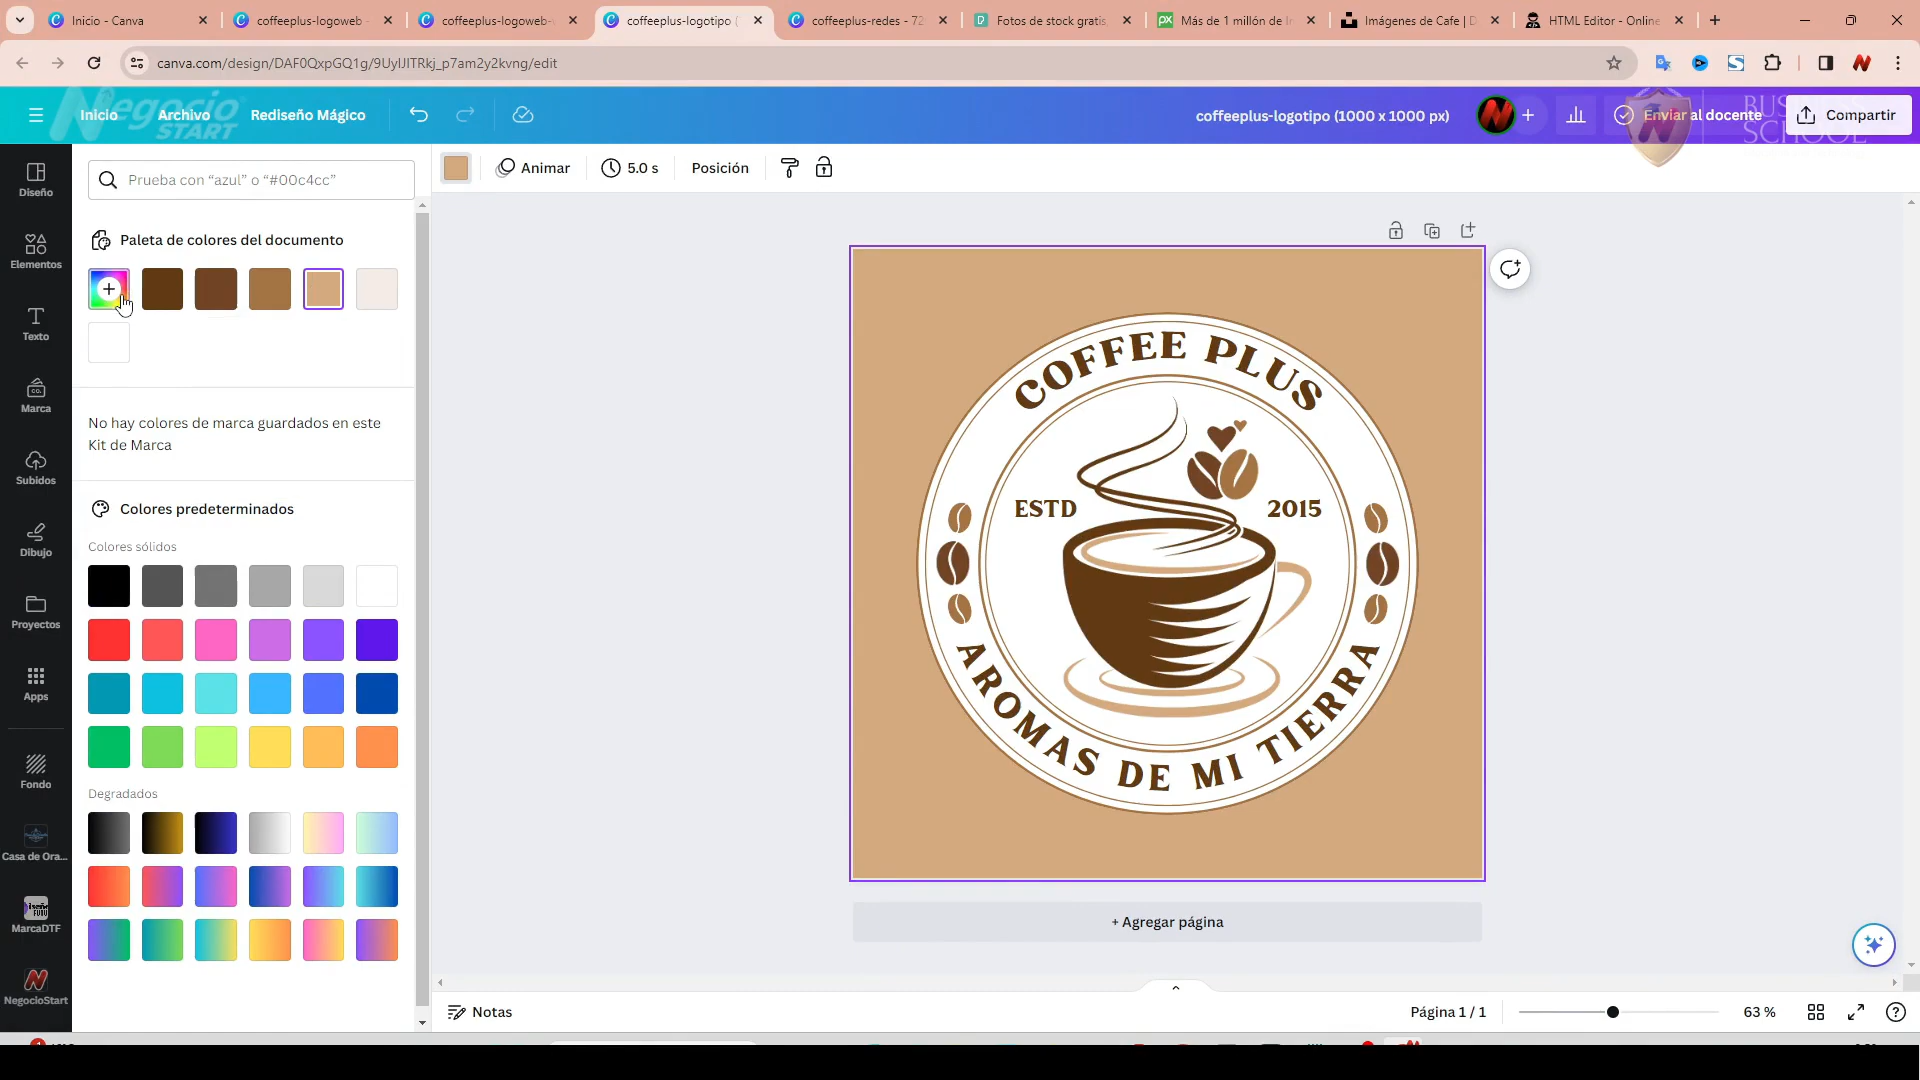 Inicio - Canva
coffeeplus-logoweb -
coffeeplus-logoweb-
coffeeplus-logotipo (
coffeeplus-redes - 72
Fotos de stock gratis,
Más de 1 millón de
Imágenes de Cafe | D
HTML Editor - Online
canva.com/design/DAF0QxpGQ1g/9UyIJITRkj_p7am2y2kvng/edit
Negocio
START
Inicio
Archivo
Rediseño Mágico
coffeeplus-logotipo (1000 x 1000 px)
Enviar al docente
Compartir
SCHOOL
Prueba con “azul” o “#00c4cc”
Animar
5.0 s
Posición
Diseño
Elementos
Texto
Marca
Subidos
Dibujo
Proyectos
Apps
Fondo
Casa de Ora...
MarcaDTF
NegocioStart
Paleta de colores del documento
No hay colores de marca guardados en este
Kit de Marca
Colores predeterminados
Colores sólidos
Degradados
COFFEE PLUS
ESTD
2015
AROMAS DE MI TIERRA
+ Agregar página
Notas
Página 1 / 1
63 %